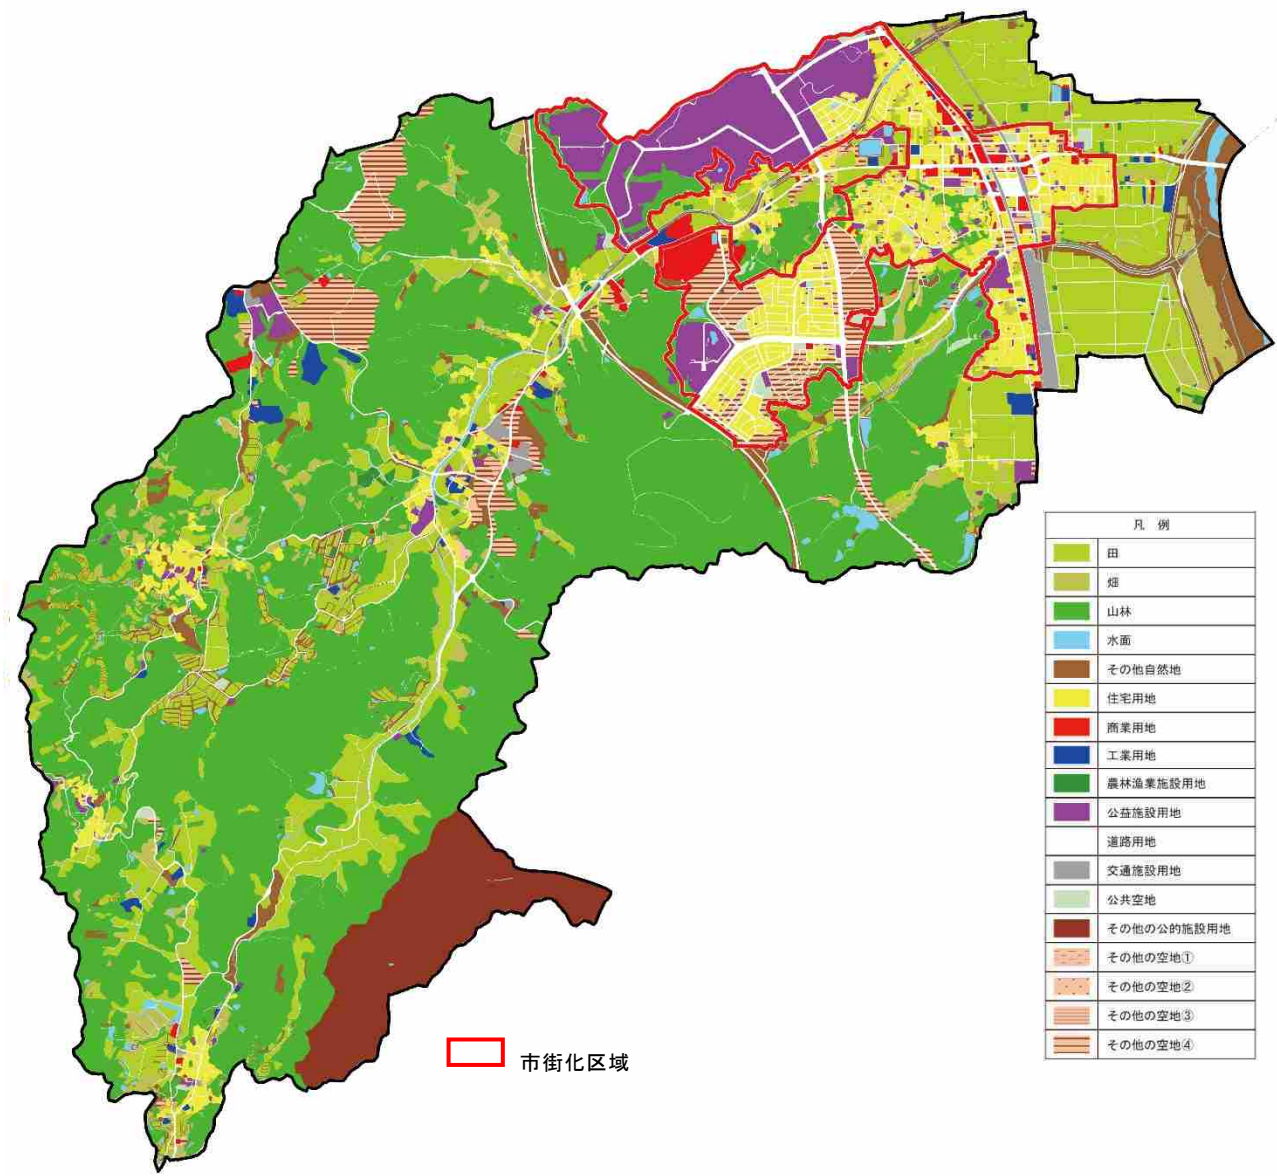 凡 例
田
畑
山林
水面
その他自然地
住宅用地
商業用地
工業用地
農林漁業施設用地
公益施設用地
道路用地
交通施設用地
公共空地
その他の公的施設用地
その他の空地①
その他の空地②
その他の空地③
その他の空地④
市街化区域